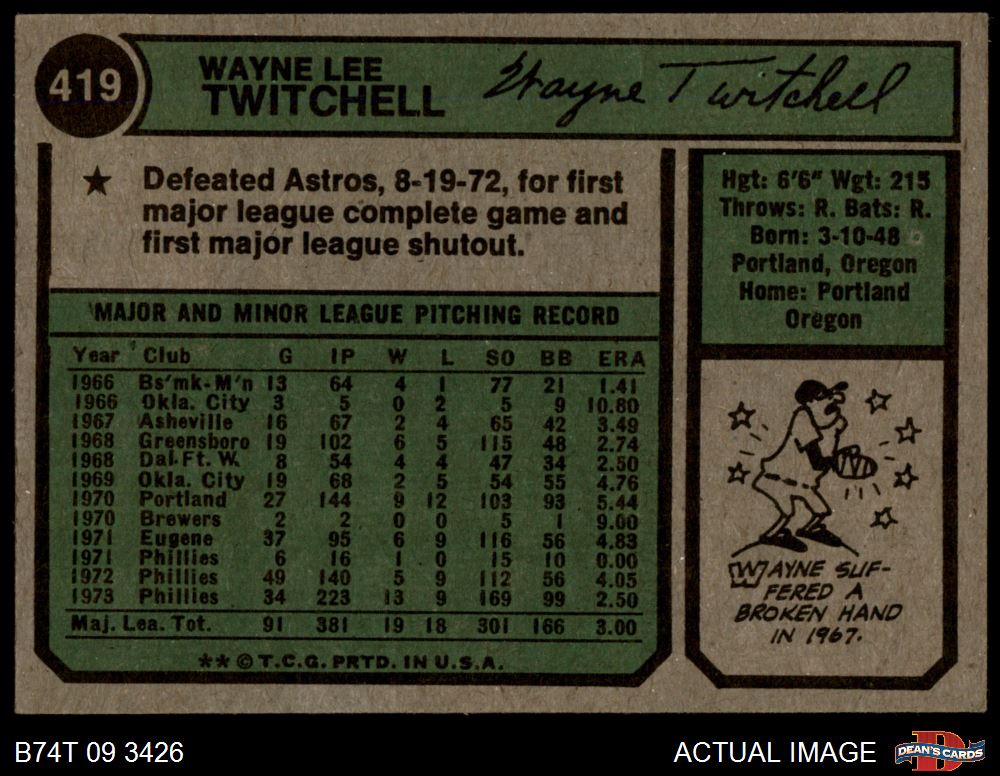 419
WAYNE LEE
TWITCHELL
Wayne Twitchell
★ Defeated Astros, 8-19-72, for first
major league complete game and
first major league shutout.
Hgt: 6'6" Wgt: 215
Throws: R. Bats: R.
Born: 3-10-48
Portland, Oregon
Home: Portland
Oregon
MAJOR AND MINOR LEAGUE PITCHING RECORD
Year Club G IP W L SO BB ERA
1966 Bs'mk-M'n 13 64 4 1 77 21 1.41
1966 Okla. City 3 5 0 2 5 9 10.80
1967 Asheville 16 67 2 4 65 42 3.49
1968 Greensboro 19 102 6 5 115 48 2.74
1968 Dal-Ft. W. 8 54 4 4 47 34 2.50
1969 Okla. City 19 68 2 5 54 55 4.76
1970 Portland 27 144 9 12 103 93 5.44
1970 Brewers 2 2 0 0 5 1 9.00
1971 Eugene 37 95 6 9 116 56 4.83
1971 Phillies 6 16 1 0 15 10 0.00
1972 Phillies 49 140 5 9 112 56 4.05
1973 Phillies 34 223 13 9 169 99 2.50
Maj. Lea. Tot. 91 381 19 18 301 166 3.00
** © T.C.G. PRTD. IN U.S.A.
WAYNE SUF-
FERED A
BROKEN HAND
IN 1967.
B74T 09 3426
ACTUAL IMAGE
DEAN'S CARDS